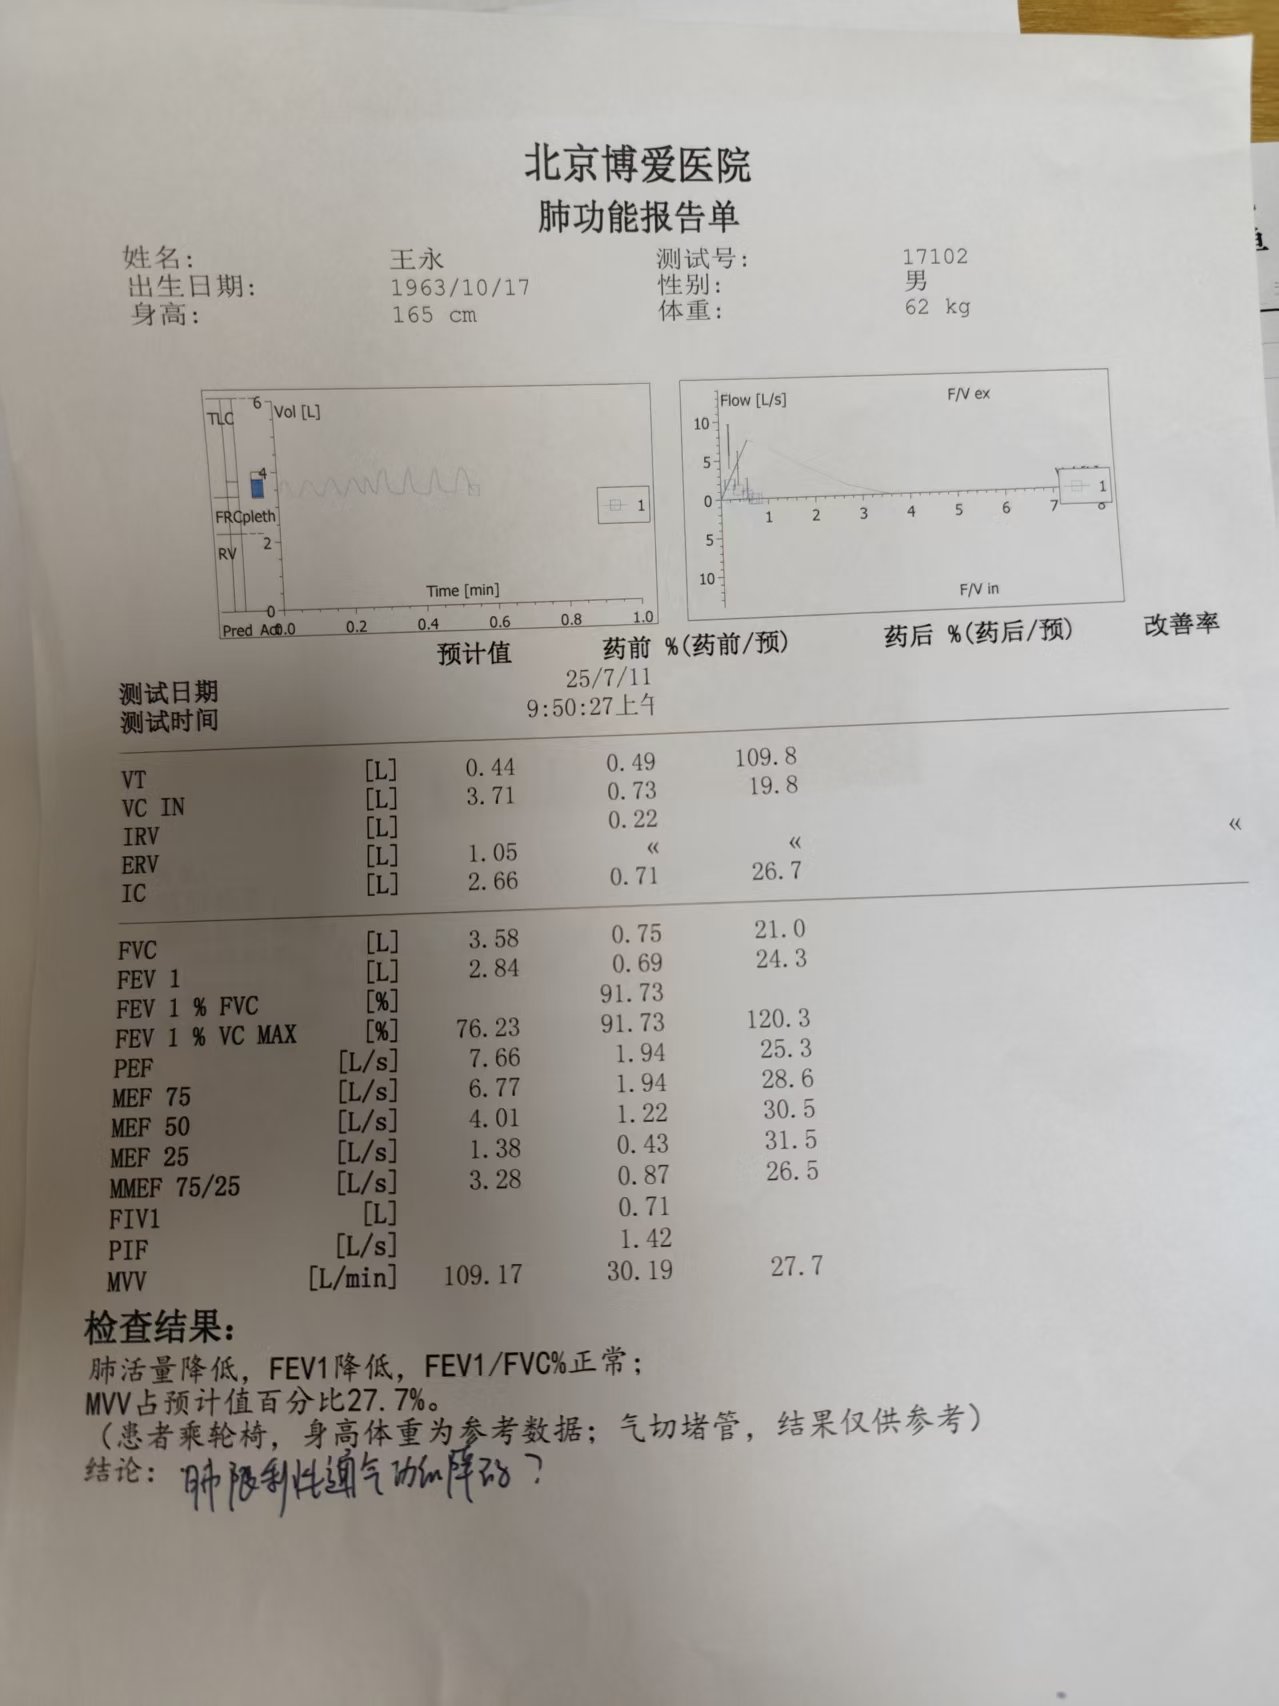 北京博爱医院
肺功能报告单
姓名: 王永 测试号: 17102
出生日期: 1963/10/17 性别: 男
身高: 165 cm 体重: 62 kg
TLC 6 Vol [L]
4
FRCpleth
2
RV
0 Time [min]
Pred Act 0.0 0.2 0.4 0.6 0.8 1.0
1
Flow [L/s] F/V ex
10
5
0 1 2 3 4 5 6 7 8
1
5
10 F/V in
预计值 药前 %(药前/预) 药后 %(药后/预) 改善率
测试日期 25/7/11
测试时间 9:50:27上午
VT [L] 0.44 0.49 109.8
VC IN [L] 3.71 0.73 19.8
IRV [L] 0.22
ERV [L] 1.05 « « «
IC [L] 2.66 0.71 26.7
FVC [L] 3.58 0.75 21.0
FEV 1 [L] 2.84 0.69 24.3
FEV 1 % FVC [%] 91.73
FEV 1 % VC MAX [%] 76.23 91.73 120.3
PEF [L/s] 7.66 1.94 25.3
MEF 75 [L/s] 6.77 1.94 28.6
MEF 50 [L/s] 4.01 1.22 30.5
MEF 25 [L/s] 1.38 0.43 31.5
MMEF 75/25 [L/s] 3.28 0.87 26.5
FIV1 [L] 0.71
PIF [L/s] 1.42
MVV [L/min] 109.17 30.19 27.7
检查结果:
肺活量降低，FEV1降低，FEV1/FVC%正常；
MVV占预计值百分比27.7%。
（患者乘轮椅，身高体重为参考数据；气切堵管，结果仅供参考）
结论: 肺限制性通气功能障碍？